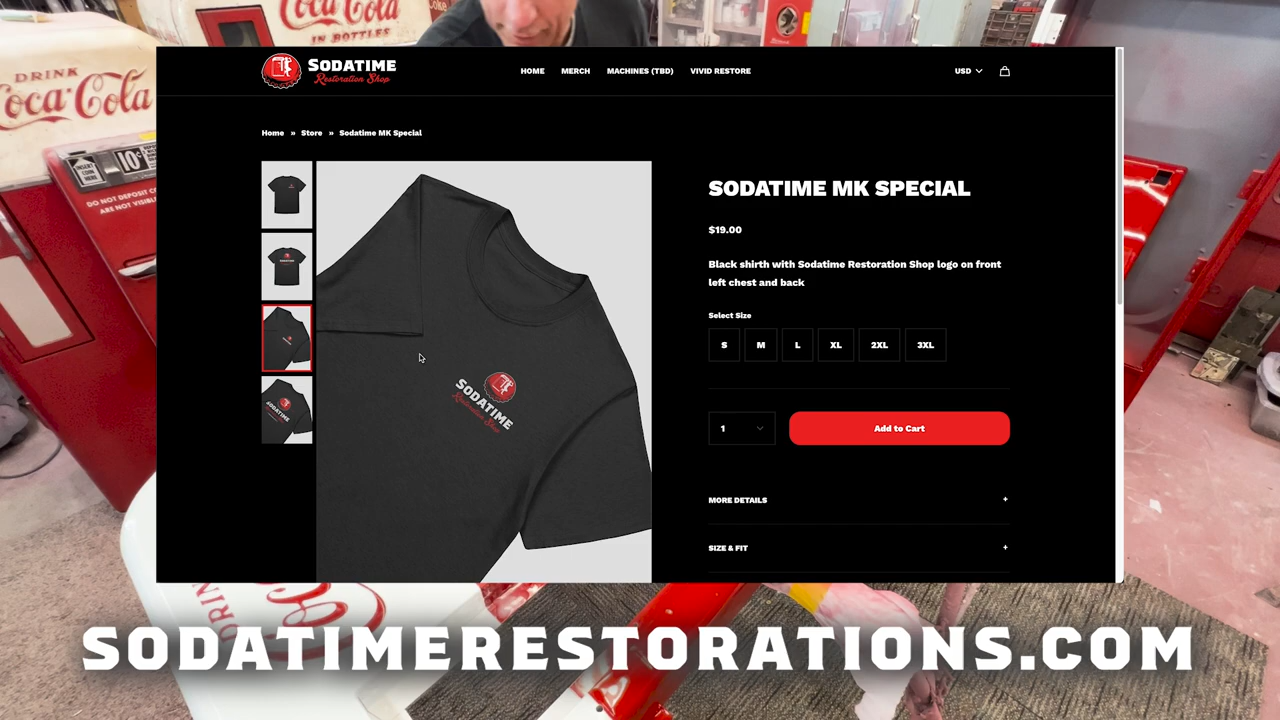 Coca-Cola
IN BOTTLES
DRINK
Coca-Cola
INSERT
COIN
HERE
10¢
DO NOT DEPOSIT
ARE NOT VISIBLE
SODATIME
Restoration Shop
HOME
MERCH
MACHINES (TBD)
VIVID RESTORE
USD
Home » Store » Sodatime MK Special
SODATIME
Restoration Shop
SODATIME MK SPECIAL
$19.00
Black shirth with Sodatime Restoration Shop logo on front
left chest and back
Select Size
S
M
L
XL
2XL
3XL
1
Add to Cart
MORE DETAILS +
SIZE & FIT +
SODATIMERESTORATIONS.COM